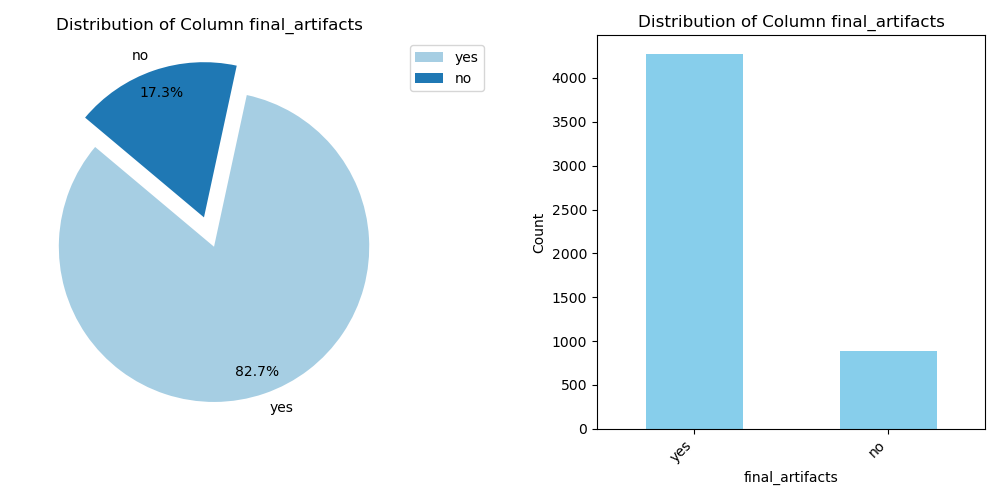 Distribution of Column final_artifacts
no
17.3%
82.7%
yes
yes
no
Distribution of Column final_artifacts
Count
4000
3500
3000
2500
2000
1500
1000
500
0
yes
no
final_artifacts